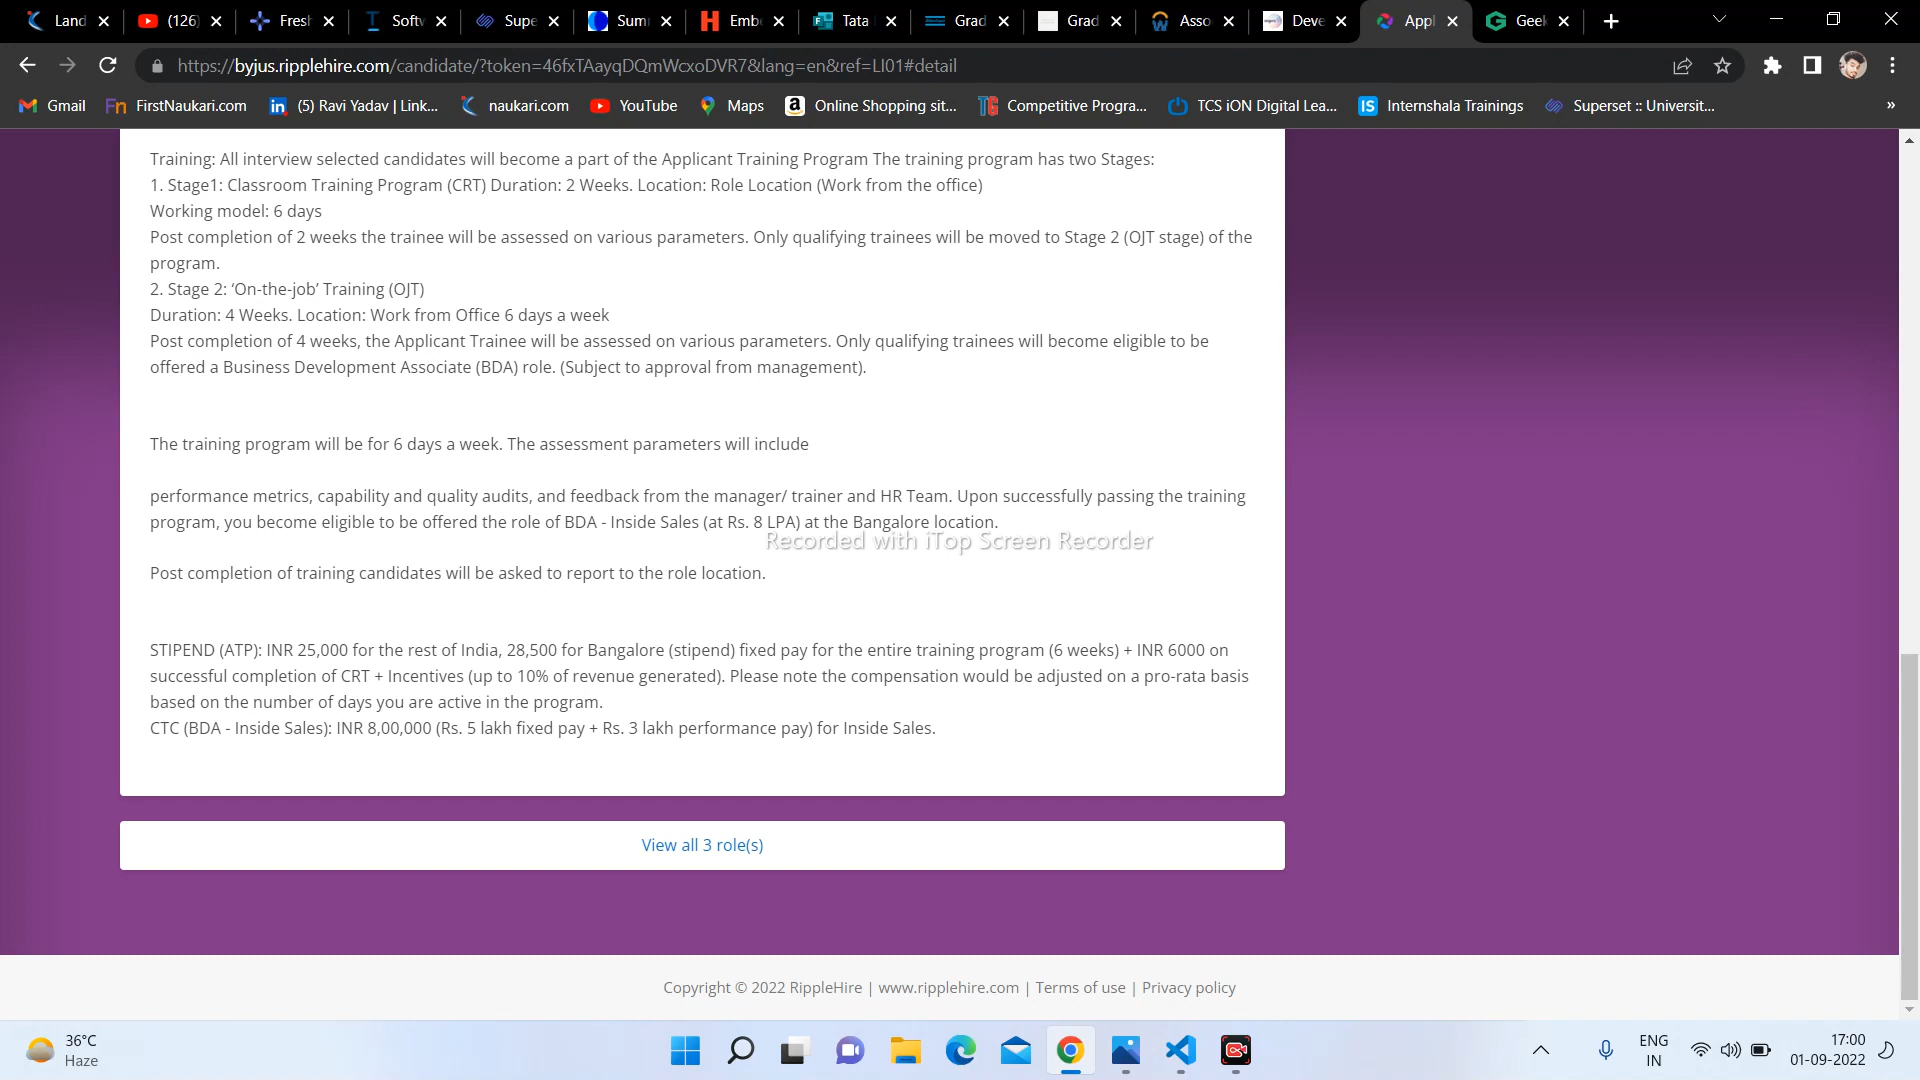 Land
(126)
Fresh
Softw
Supe
Sum
Embe
Tata
Grad
Grad
Asso
Deve
Appl
Geek
https://byjus.ripplehire.com/candidate/?token=46fxTAayqDQmWcxoDVR7&lang=en&ref=LI01#detail
Gmail
FirstNaukari.com
(5) Ravi Yadav | Link...
naukari.com
YouTube
Maps
Online Shopping sit...
Competitive Progra...
TCS iON Digital Lea...
Internshala Trainings
Superset :: Universit...
»
Training: All interview selected candidates will become a part of the Applicant Training Program The training program has two Stages:
1. Stage1: Classroom Training Program (CRT) Duration: 2 Weeks. Location: Role Location (Work from the office)
Working model: 6 days
Post completion of 2 weeks the trainee will be assessed on various parameters. Only qualifying trainees will be moved to Stage 2 (OJT stage) of the
program.
2. Stage 2: ‘On-the-job’ Training (OJT)
Duration: 4 Weeks. Location: Work from Office 6 days a week
Post completion of 4 weeks, the Applicant Trainee will be assessed on various parameters. Only qualifying trainees will become eligible to be
offered a Business Development Associate (BDA) role. (Subject to approval from management).
The training program will be for 6 days a week. The assessment parameters will include
performance metrics, capability and quality audits, and feedback from the manager/ trainer and HR Team. Upon successfully passing the training
program, you become eligible to be offered the role of BDA - Inside Sales (at Rs. 8 LPA) at the Bangalore location.
Recorded with iTop Screen Recorder
Post completion of training candidates will be asked to report to the role location.
STIPEND (ATP): INR 25,000 for the rest of India, 28,500 for Bangalore (stipend) fixed pay for the entire training program (6 weeks) + INR 6000 on
successful completion of CRT + Incentives (up to 10% of revenue generated). Please note the compensation would be adjusted on a pro-rata basis
based on the number of days you are active in the program.
CTC (BDA - Inside Sales): INR 8,00,000 (Rs. 5 lakh fixed pay + Rs. 3 lakh performance pay) for Inside Sales.
View all 3 role(s)
Copyright © 2022 RippleHire | www.ripplehire.com | Terms of use | Privacy policy
36°C
Haze
ENG
IN
17:00
01-09-2022